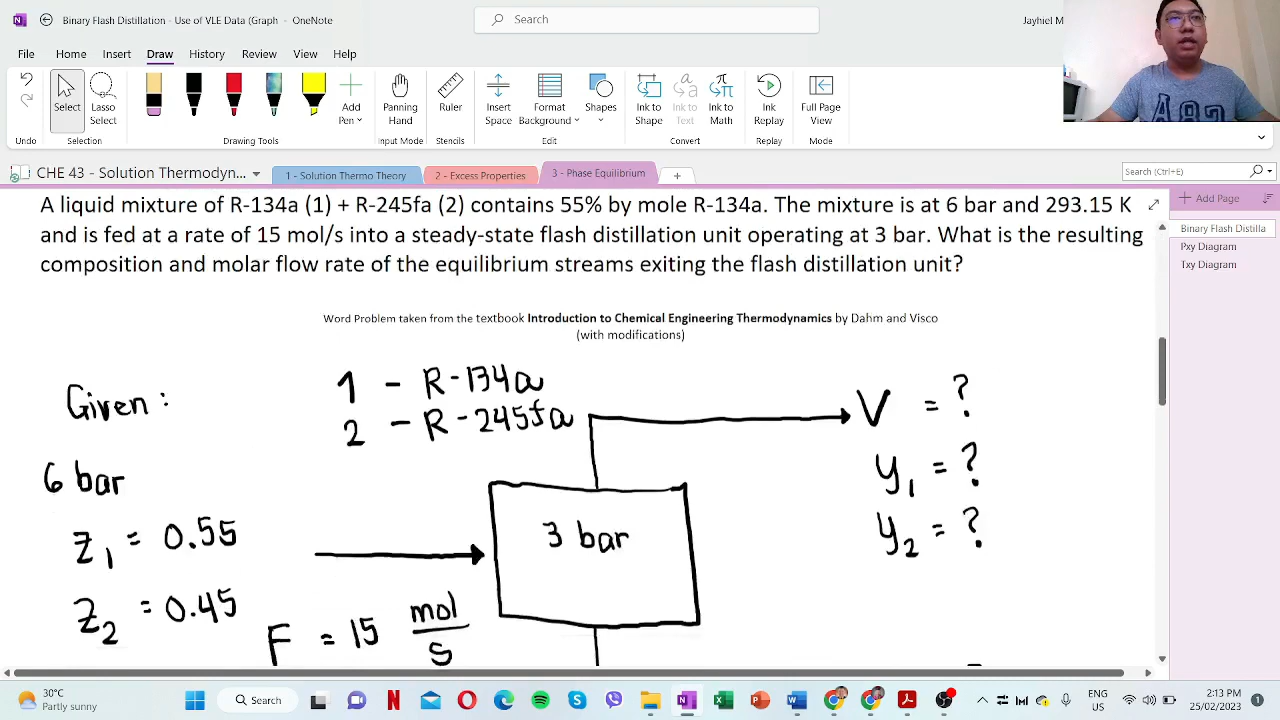 Binary Flash Distillation - Use of VLE Data (Graph - OneNote
Search
Jayhiel M
File Home Insert Draw History Review View Help
Undo
Select
Lasso Select
Add Pen
Panning Mode
Ruler
Insert Space
Format Background
Shapes
Ink to Shape
Ink to Text
Ink to Math
Ink Replay
Full Page View
Undo Selection Drawing Tools Input Mode Stencils Edit Convert Replay Mode
CHE 43 - Solution Thermodyn...
1 - Solution Thermo Theory
2 - Excess Properties
3 - Phase Equilibrium
Search (Ctrl+E)
A liquid mixture of R-134a (1) + R-245fa (2) contains 55% by mole R-134a. The mixture is at 6 bar and 293.15 K
and is fed at a rate of 15 mol/s into a steady-state flash distillation unit operating at 3 bar. What is the resulting
composition and molar flow rate of the equilibrium streams exiting the flash distillation unit?
Word Problem taken from the textbook Introduction to Chemical Engineering Thermodynamics by Dahm and Visco
(with modifications)
Add Page
Binary Flash Distilla
Pxy Diagram
Txy Diagram
Given :
1 - R-134a
2 - R-245fa
6 bar
z1 = 0.55
z2 = 0.45
F = 15 mol/s
3 bar
V = ?
y1 = ?
y2 = ?
30°C
Partly sunny
Search
ENG
US
2:13 PM
25/02/2023